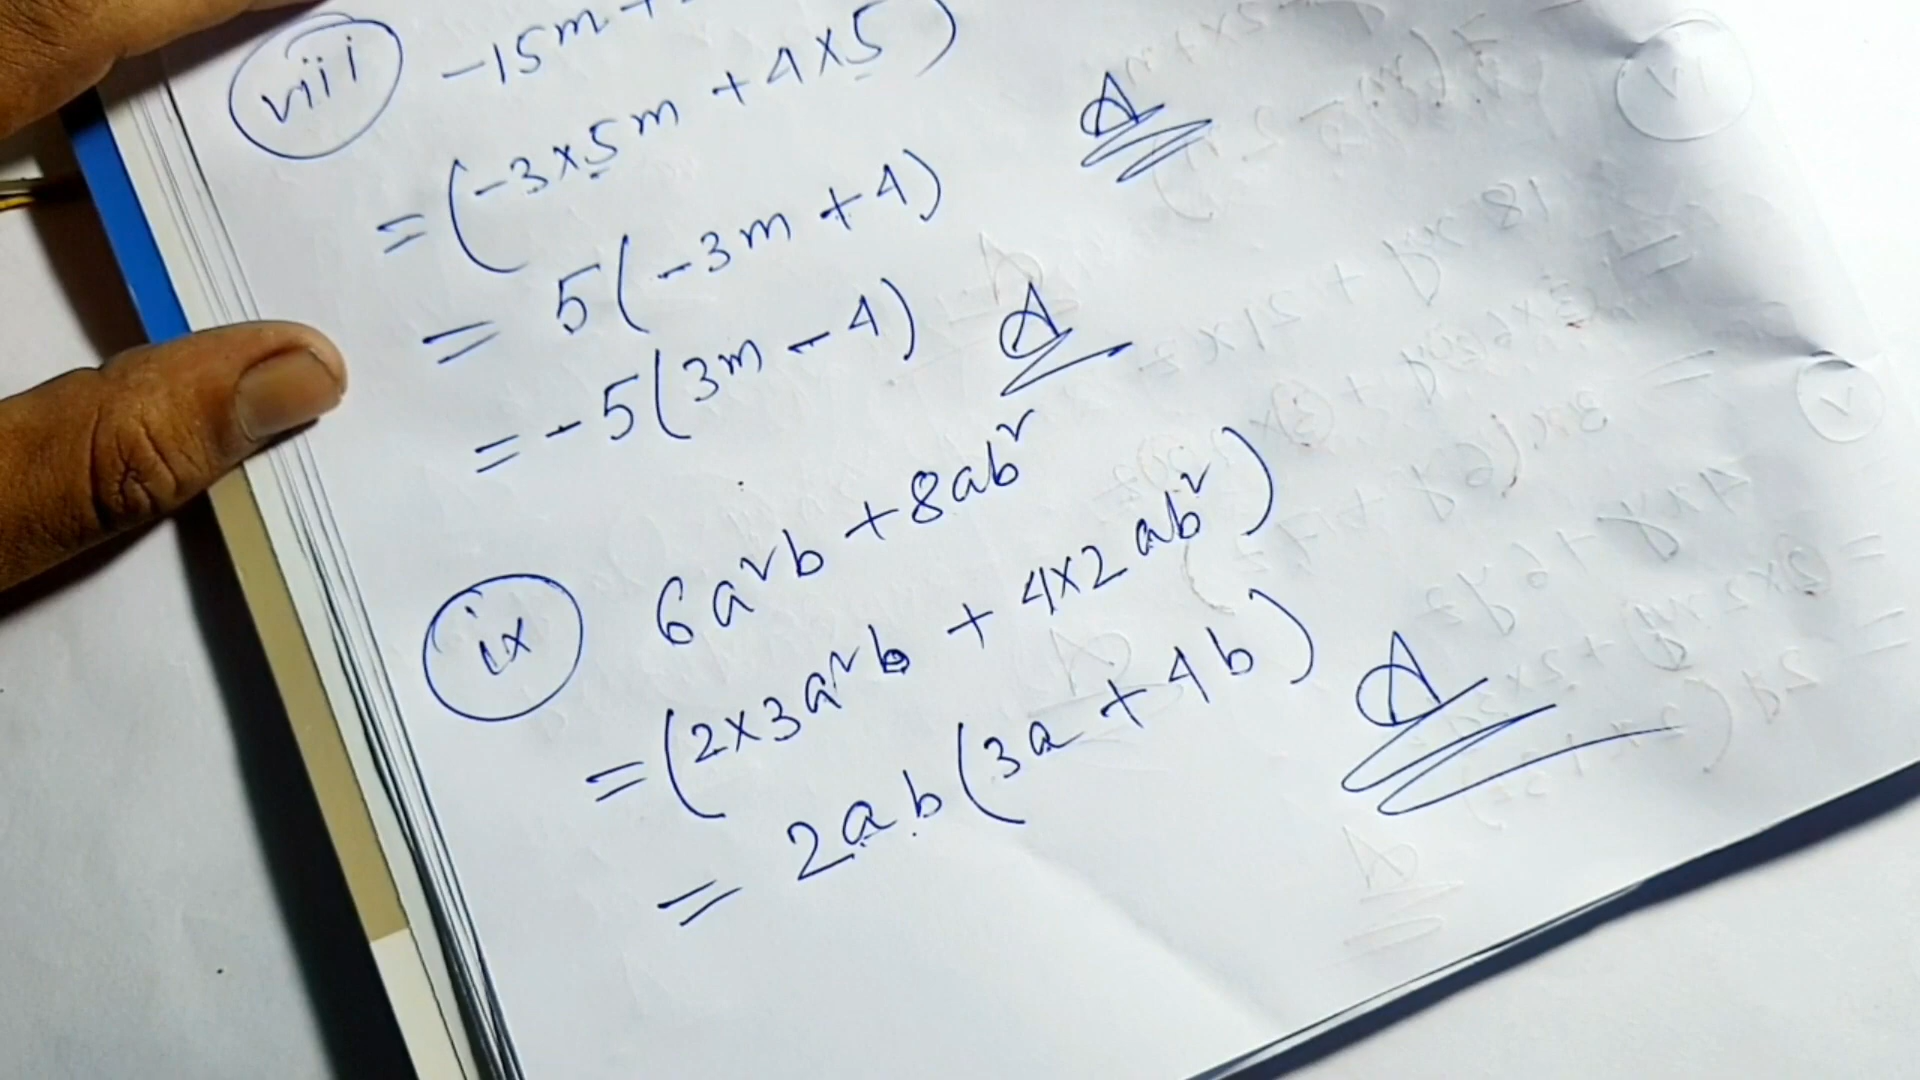 viii -15m +
= (-3×5m + 4×5)
= 5(-3m + 4) A
= -5(3m - 4) A
ix 6a²b + 8ab²
= (2×3a²b + 4×2ab²)
= 2ab(3a + 4b) A